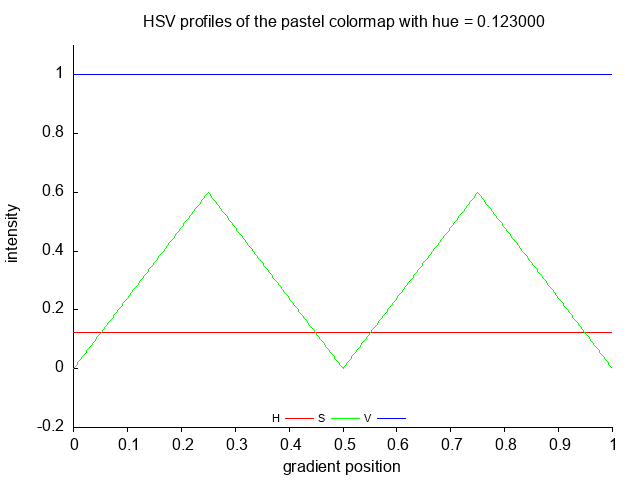 HSV profiles of the pastel colormap with hue = 0.123000
1
0.8
0.6
0.4
0.2
0
-0.2
intensity
H S V
0 0.1 0.2 0.3 0.4 0.5 0.6 0.7 0.8 0.9 1
gradient position